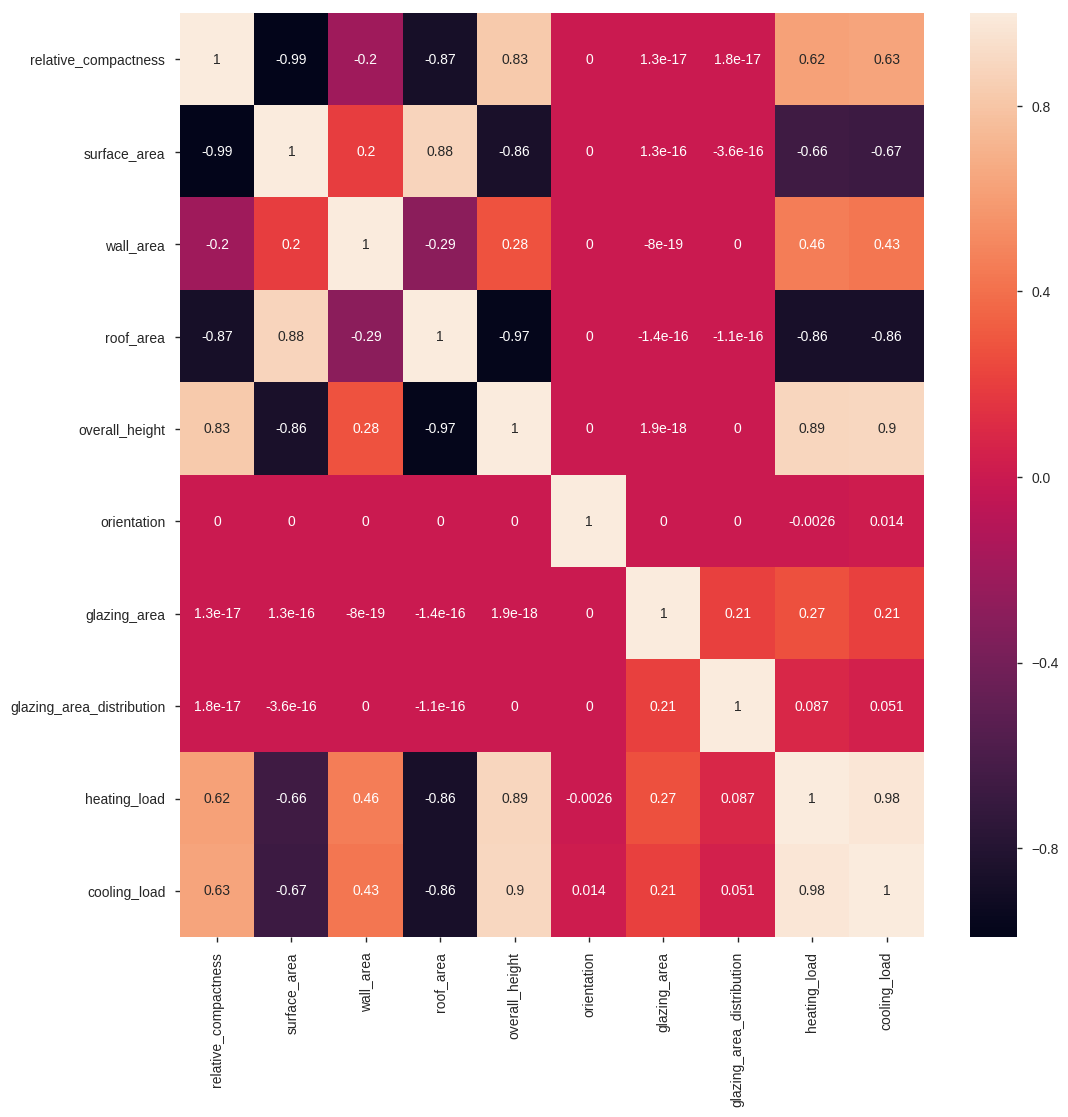 relative_compactness 1 -0.99 -0.2 -0.87 0.83 0 1.3e-17 1.8e-17 0.62 0.63
surface_area -0.99 1 0.2 0.88 -0.86 0 1.3e-16 -3.6e-16 -0.66 -0.67
wall_area -0.2 0.2 1 -0.29 0.28 0 -8e-19 0 0.46 0.43
roof_area -0.87 0.88 -0.29 1 -0.97 0 -1.4e-16 -1.1e-16 -0.86 -0.86
overall_height 0.83 -0.86 0.28 -0.97 1 0 1.9e-18 0 0.89 0.9
orientation 0 0 0 0 0 1 0 0 -0.0026 0.014
glazing_area 1.3e-17 1.3e-16 -8e-19 -1.4e-16 1.9e-18 0 1 0.21 0.27 0.21
glazing_area_distribution 1.8e-17 -3.6e-16 0 -1.1e-16 0 0 0.21 1 0.087 0.051
heating_load 0.62 -0.66 0.46 -0.86 0.89 -0.0026 0.27 0.087 1 0.98
cooling_load 0.63 -0.67 0.43 -0.86 0.9 0.014 0.21 0.051 0.98 1
relative_compactness
surface_area
wall_area
roof_area
overall_height
orientation
glazing_area
glazing_area_distribution
heating_load
cooling_load
0.8
0.4
0.0
−0.4
−0.8